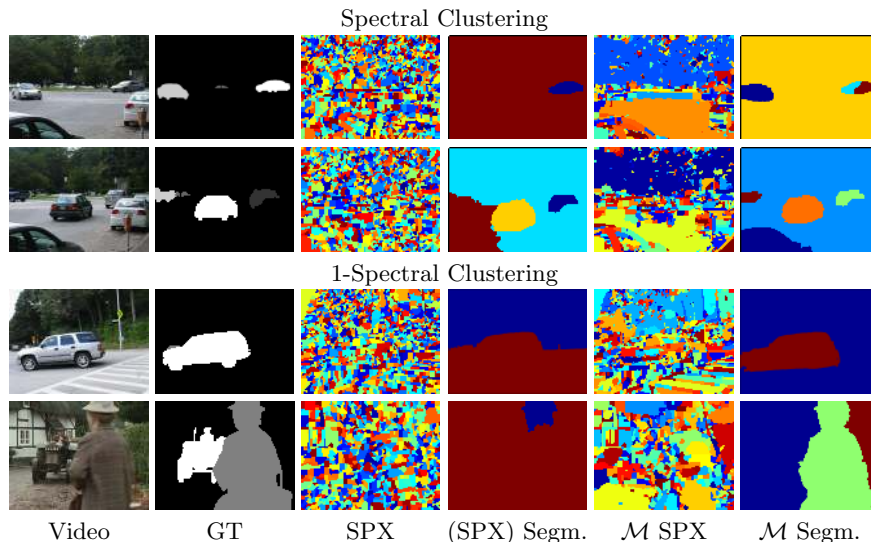 Spectral Clustering
1-Spectral Clustering
Video GT SPX (SPX) Segm. ℳ SPX ℳ Segm.